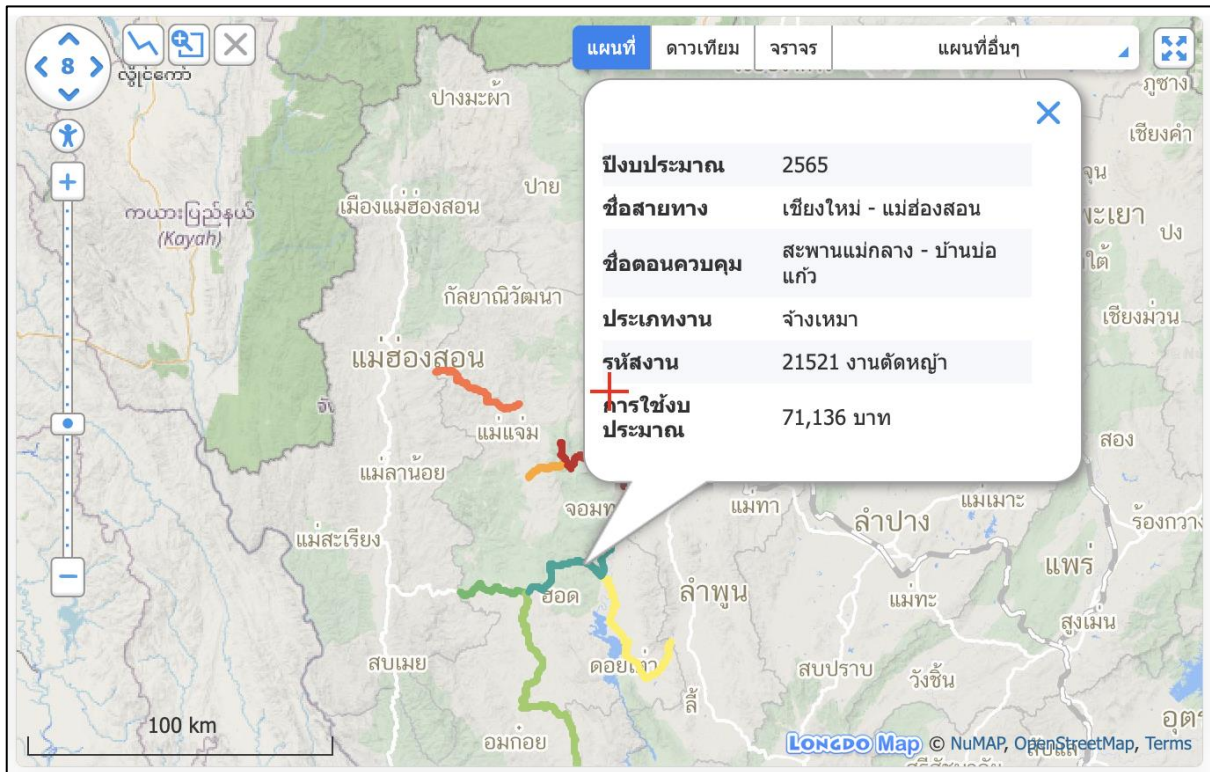 8
แผนที่
ดาวเทียม
จราจร
แผนที่อื่นๆ
ပြည်နယ်
(Kayah)
ปางมะผ้า
ภูซาง
เชียงคำ
ปาย
เมืองแม่ฮ่องสอน
พะเยา
ปง
กัลยาณิวัฒนา
เชียงม่วน
แม่ฮ่องสอน
ปีงบประมาณ 2565
ชื่อสายทาง เชียงใหม่ - แม่ฮ่องสอน
ชื่อตอนควบคุม สะพานแม่กลาง - บ้านบ่อ
แก้ว
ประเภทงาน จ้างเหมา
รหัสงาน 21521 งานตัดหญ้า
การใช้งบ
ประมาณ 71,136 บาท
แม่แจ่ม
สอง
แม่ลาน้อย
แม่ทา
แม่เมาะ
ลำปาง
ร้องกวาง
แม่สะเรียง
แพร่
ฮอด
ลำพูน
แม่ทะ
สูงเม่น
สบเมย
ดอยเต่า
สบปราบ
วังชิ้น
ลี้
100 km
อมก๋อย
LONGDO Map © NuMAP, OpenStreetMap, Terms